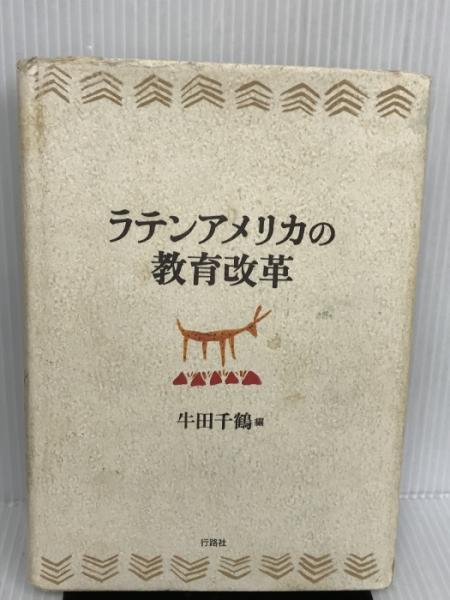 ラテンアメリカの
教育改革
牛田千鶴 編
行路社